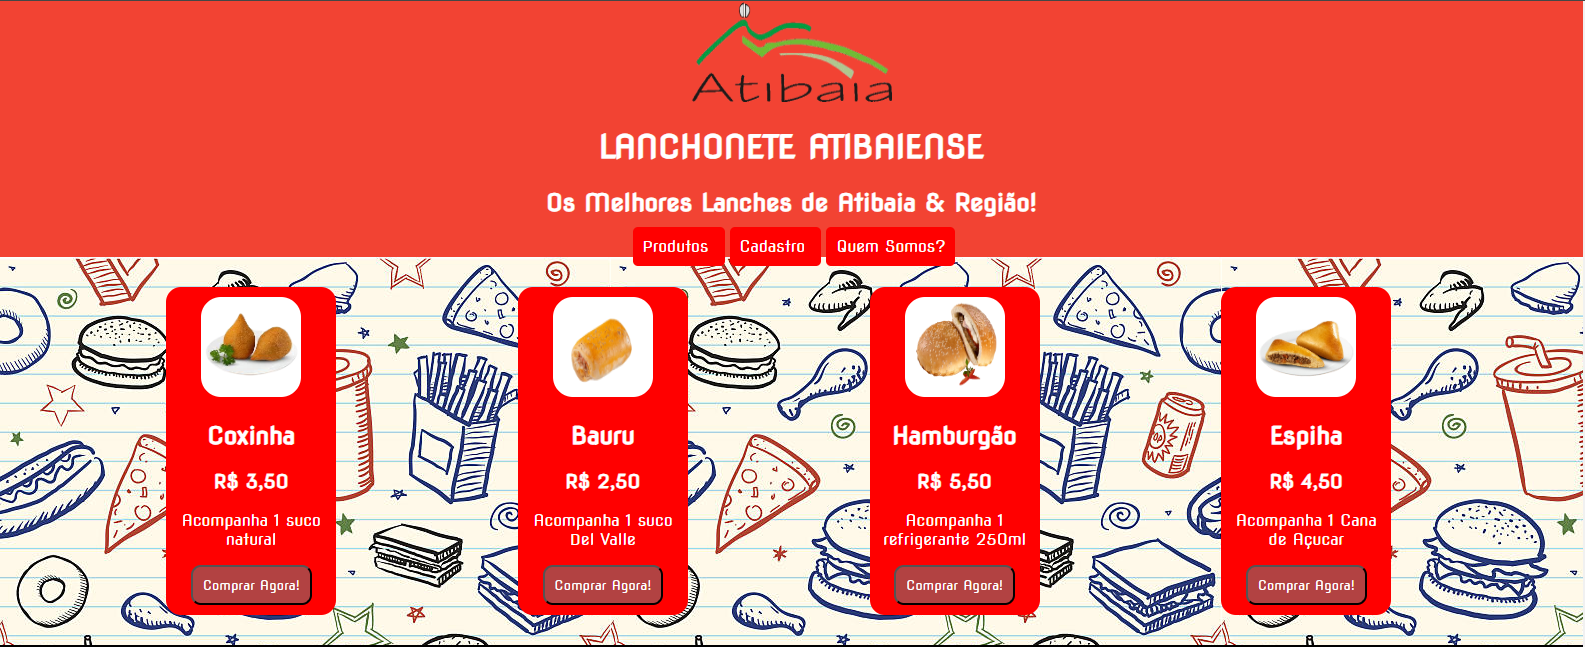 Atibaia
LANCHONETE ATIBAIENSE
Os Melhores Lanches de Atibaia & Região!
Produtos
Cadastro
Quem Somos?
Coxinha
R$ 3,50
Acompanha 1 suco
natural
Comprar Agora!
Bauru
R$ 2,50
Acompanha 1 suco
Del Valle
Comprar Agora!
Hamburgão
R$ 5,50
Acompanha 1
refrigerante 250ml
Comprar Agora!
Espiha
R$ 4,50
Acompanha 1 Cana
de Açucar
Comprar Agora!